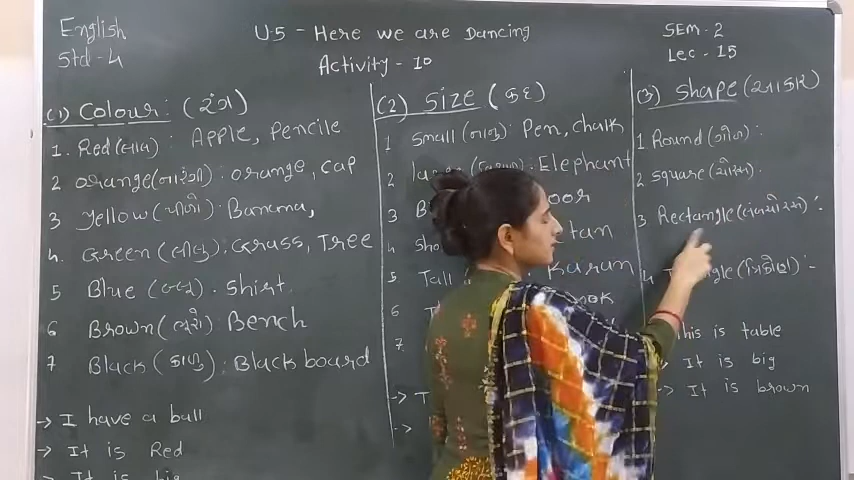 English
Std - 4
U.5 - Here we are Dancing
Activity - 10
SEM - 2
Lec - 15
(1) Colour : (રંગ)
1. Red (લાલ) : Apple, Pencile
2 orange (નારંગી) : orange, cap
3 yellow (પીળો) : Banana,
4. Green (લીલુ) : Grass, Tree
5 Blue (વાદળી) . Shirt.
6 Brown ( ) Bench
7 Black (કાળુ) : Black board
-> I have a ball
-> It is Red
-> It is big
(2) Size (કદ)
1 small (નાનુ) : Pen, chalk
2 : Elephant
3 B
4 Sho
5. Tall Karan
6
7
(3) Shape (આકાર)
1 Round (ગોળ) :
2 square (ચોરસ) .
3 Rectangle (લંબચોરસ) :
4 (ત્રિકોણ) : -
This is table
-> It is big
-> It is brown